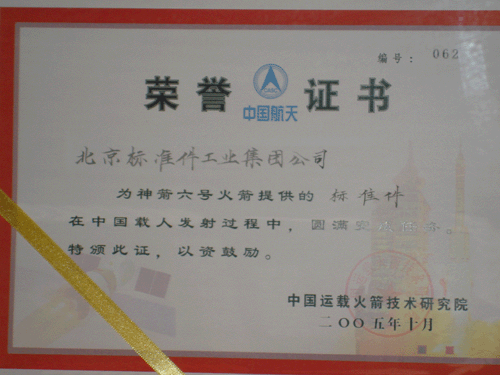 编号: 062
荣誉证书
中国航天
北京标准件工业集团公司
为神箭六号火箭提供的 标准件
在中国载人发射过程中，圆满完成任务。
特颁此证，以资鼓励。
中国运载火箭技术研究院
二〇〇五年十月